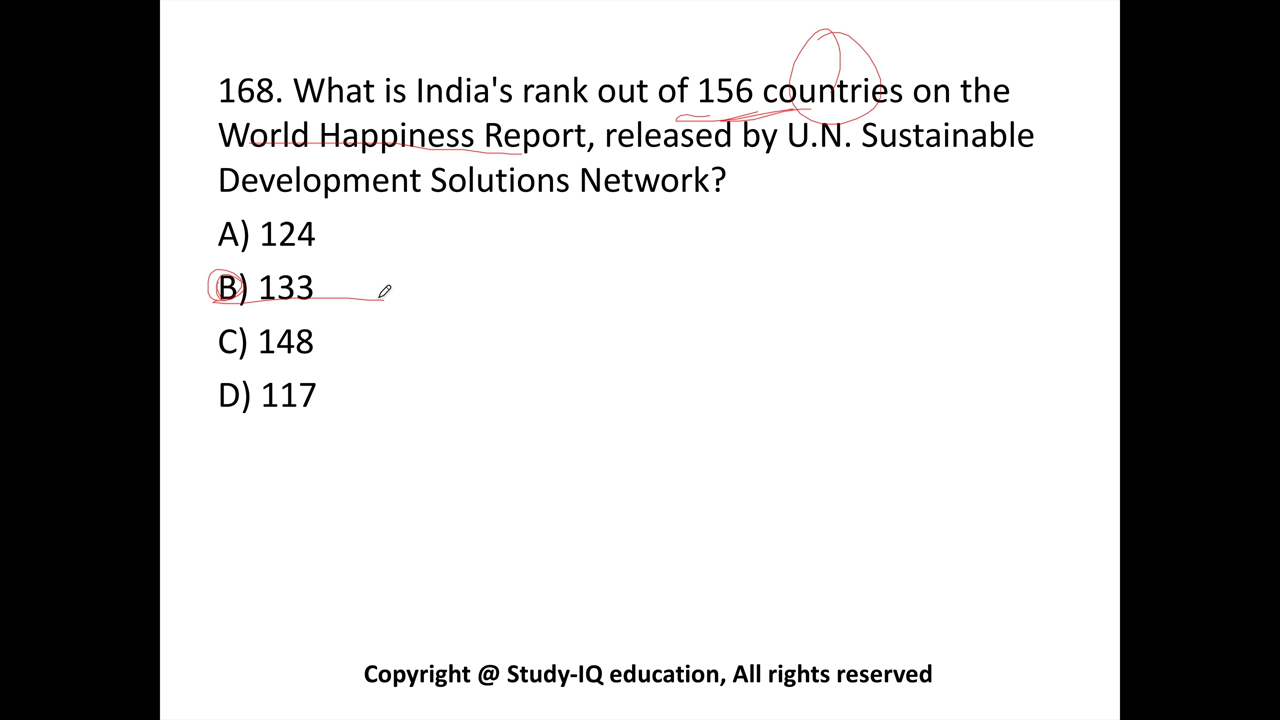 168. What is India's rank out of 156 countries on the
World Happiness Report, released by U.N. Sustainable
Development Solutions Network?
A) 124
B) 133
C) 148
D) 117
Copyright @ Study-IQ education, All rights reserved